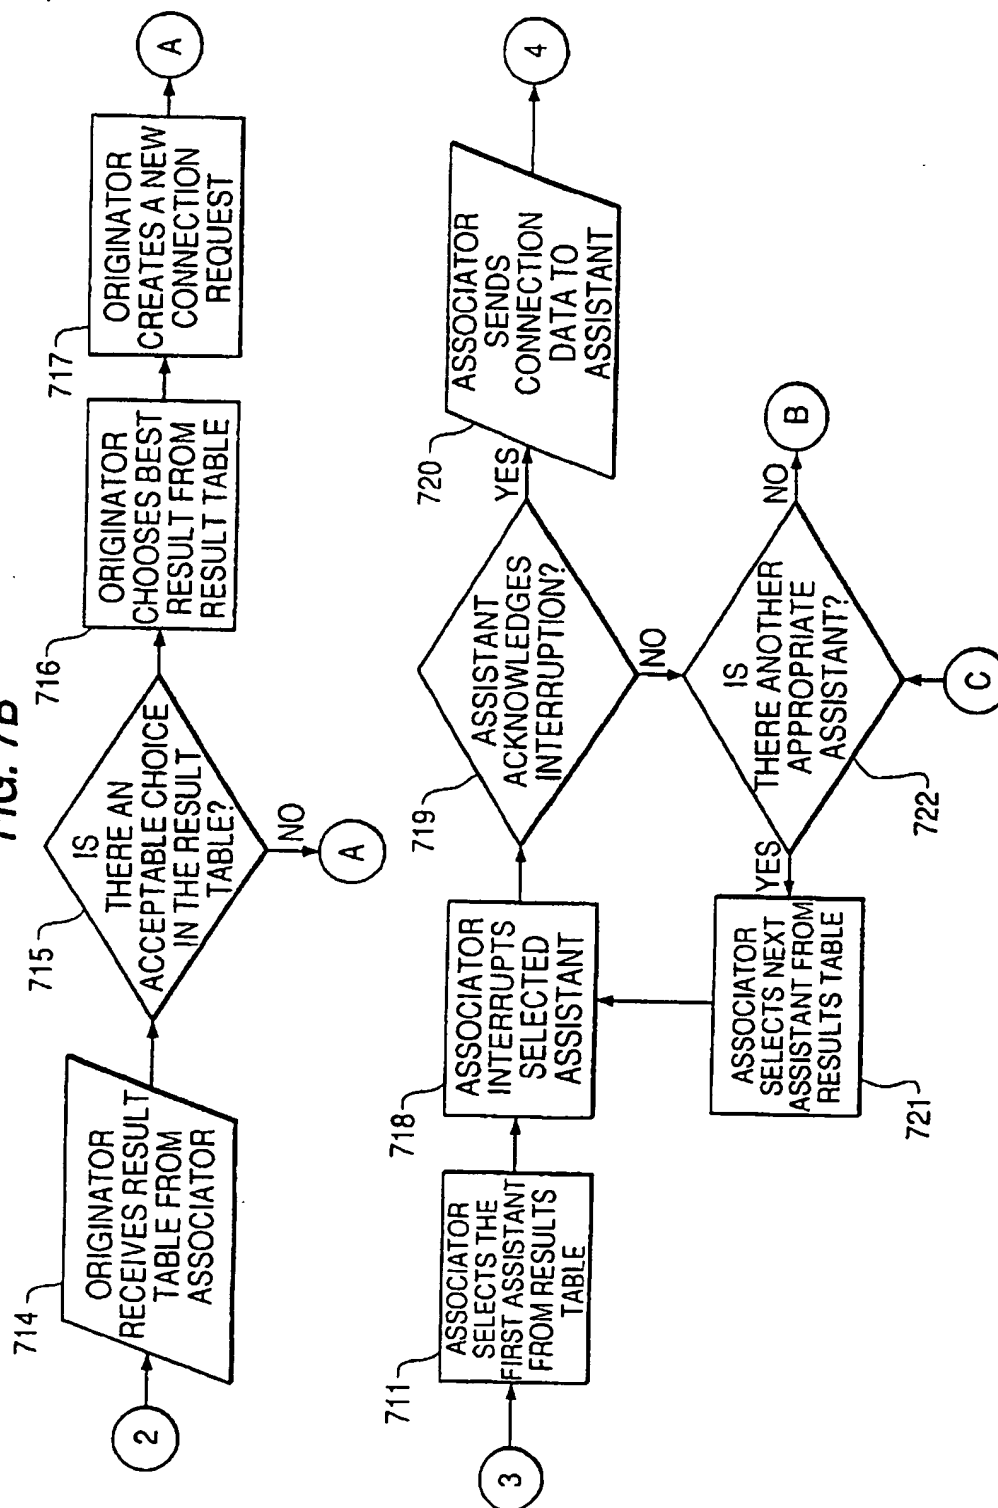 FIG. 7B
2
714
ORIGINATOR
RECEIVES RESULT
TABLE FROM
ASSOCIATOR
715
IS
THERE AN
ACCEPTABLE CHOICE
IN THE RESULT
TABLE?
NO
A
716
ORIGINATOR
CHOOSES BEST
RESULT FROM
RESULT TABLE
717
ORIGINATOR
CREATES A NEW
CONNECTION
REQUEST
A
3
711
ASSOCIATOR
SELECTS THE
FIRST ASSISTANT
FROM RESULTS
TABLE
718
ASSOCIATOR
INTERRUPTS
SELECTED
ASSISTANT
719
ASSISTANT
ACKNOWLEDGES
INTERRUPTION?
YES
NO
720
ASSOCIATOR
SENDS
CONNECTION
DATA TO
ASSISTANT
4
721
ASSOCIATOR
SELECTS NEXT
ASSISTANT FROM
RESULTS TABLE
YES
722
IS
THERE ANOTHER
APPROPRIATE
ASSISTANT?
NO
B
C